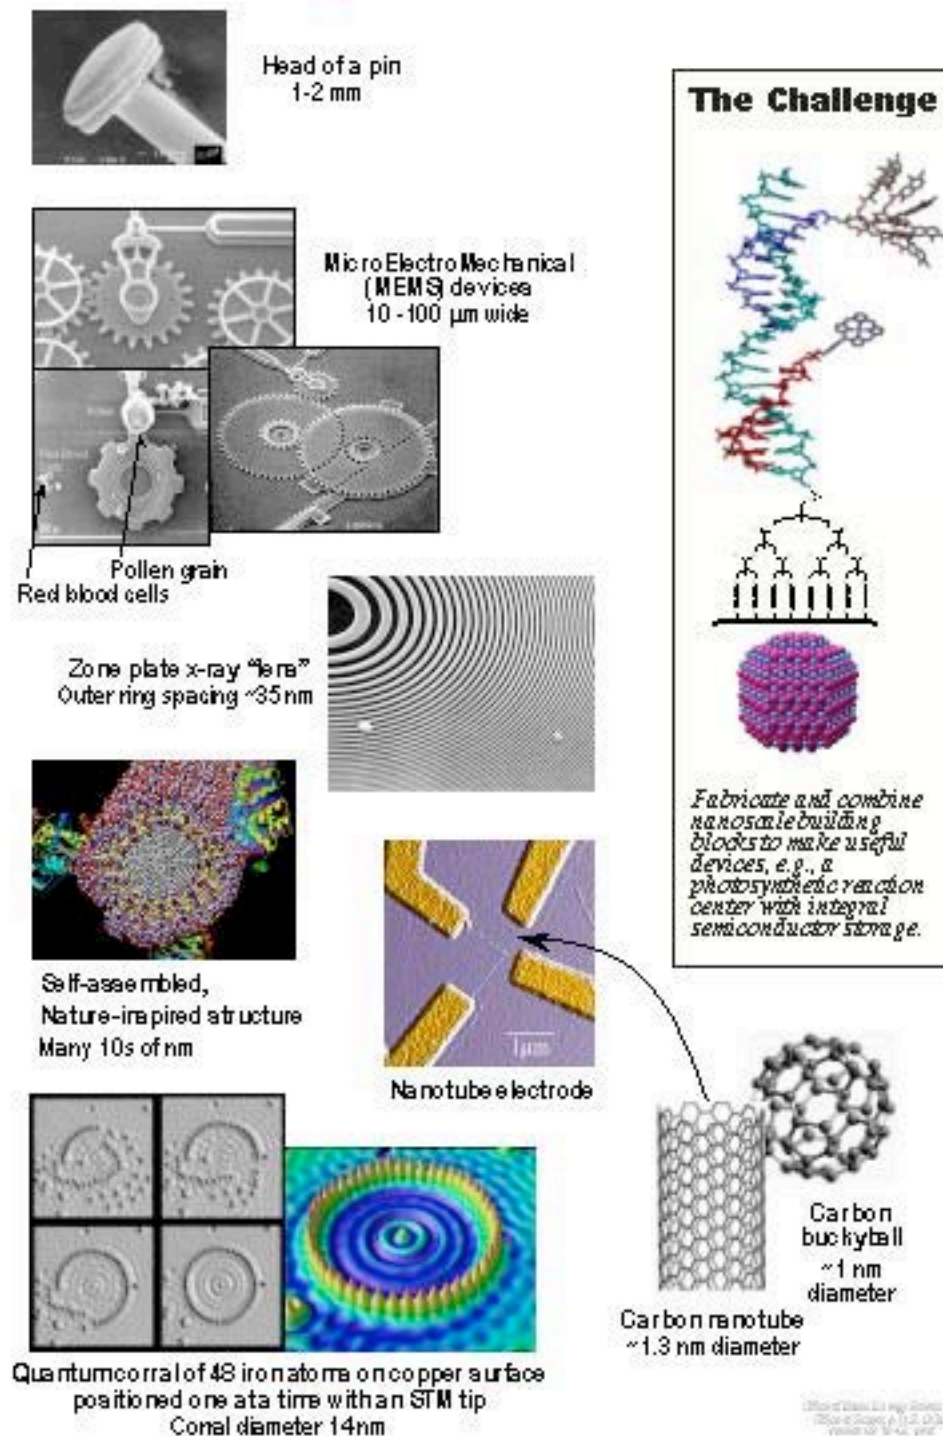 Head of a pin
1-2 mm
The Challenge
MicroElectroMechanical
(MEMS) devices
10 -100 µm wide
Pollen grain
Red blood cells
Zone plate x-ray “lens”
Outer ring spacing ~35 nm
Fabricate and combine
nanoscale building
blocks to make useful
devices, e.g., a
photosynthetic reaction
center with integral
semiconductor storage.
Self-assembled,
Nature-inspired structure
Many 10s of nm
1µm
Nanotube electrode
Carbon
buckyball
~1 nm
diameter
Carbon nanotube
~1.3 nm diameter
Quantum corral of 48 iron atoms on copper surface
positioned one at a time with an STM tip
Corral diameter 14 nm